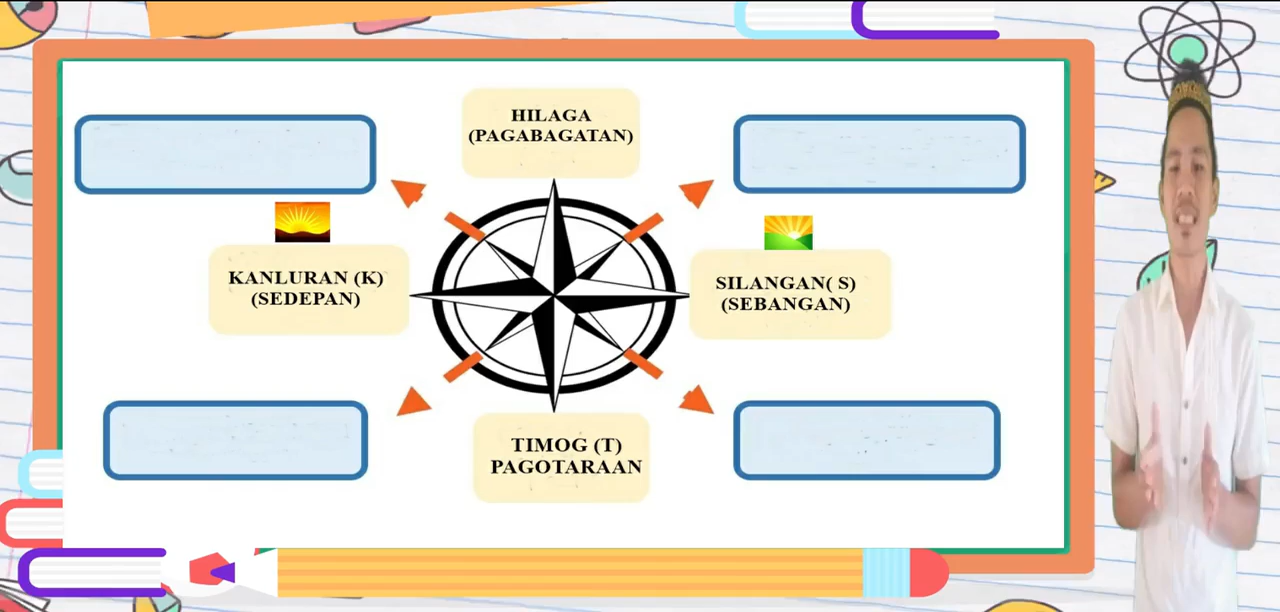 HILAGA
(PAGABAGATAN)
KANLURAN (K)
(SEDEPAN)
SILANGAN( S)
(SEBANGAN)
TIMOG (T)
PAGOTARAAN